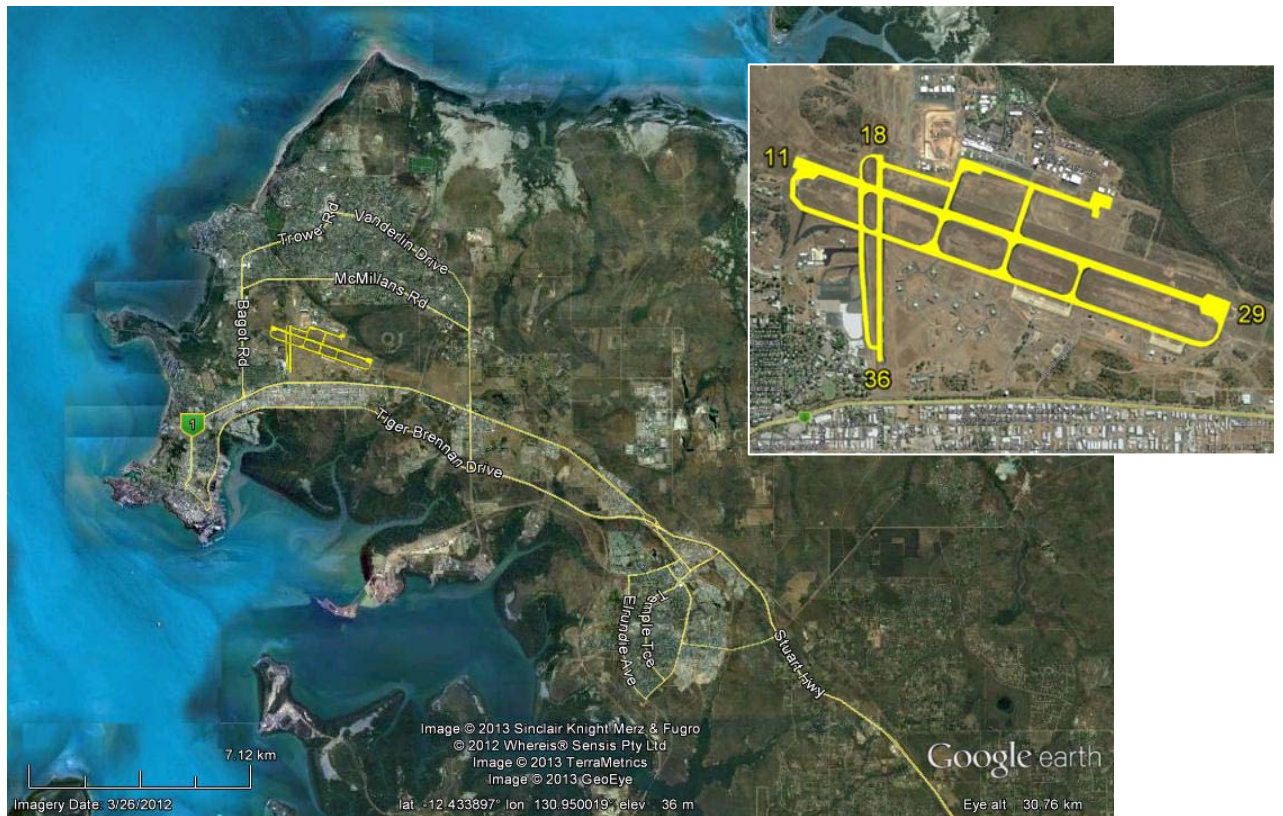 Trower Rd
Vanderlin Drive
McMillans Rd
Bagot Rd
1
Tiger Brennan Drive
Temple Tce
Elrundie Ave
Stuart Hwy
11
18
29
36
Image © 2013 Sinclair Knight Merz & Fugro
© 2012 Whereis® Sensis Pty Ltd
Image © 2013 TerraMetrics
Image © 2013 GeoEye
7.12 km
Google earth
Imagery Date: 3/26/2012
lat -12.433897° lon 130.950019° elev 36 m
Eye alt 30.76 km